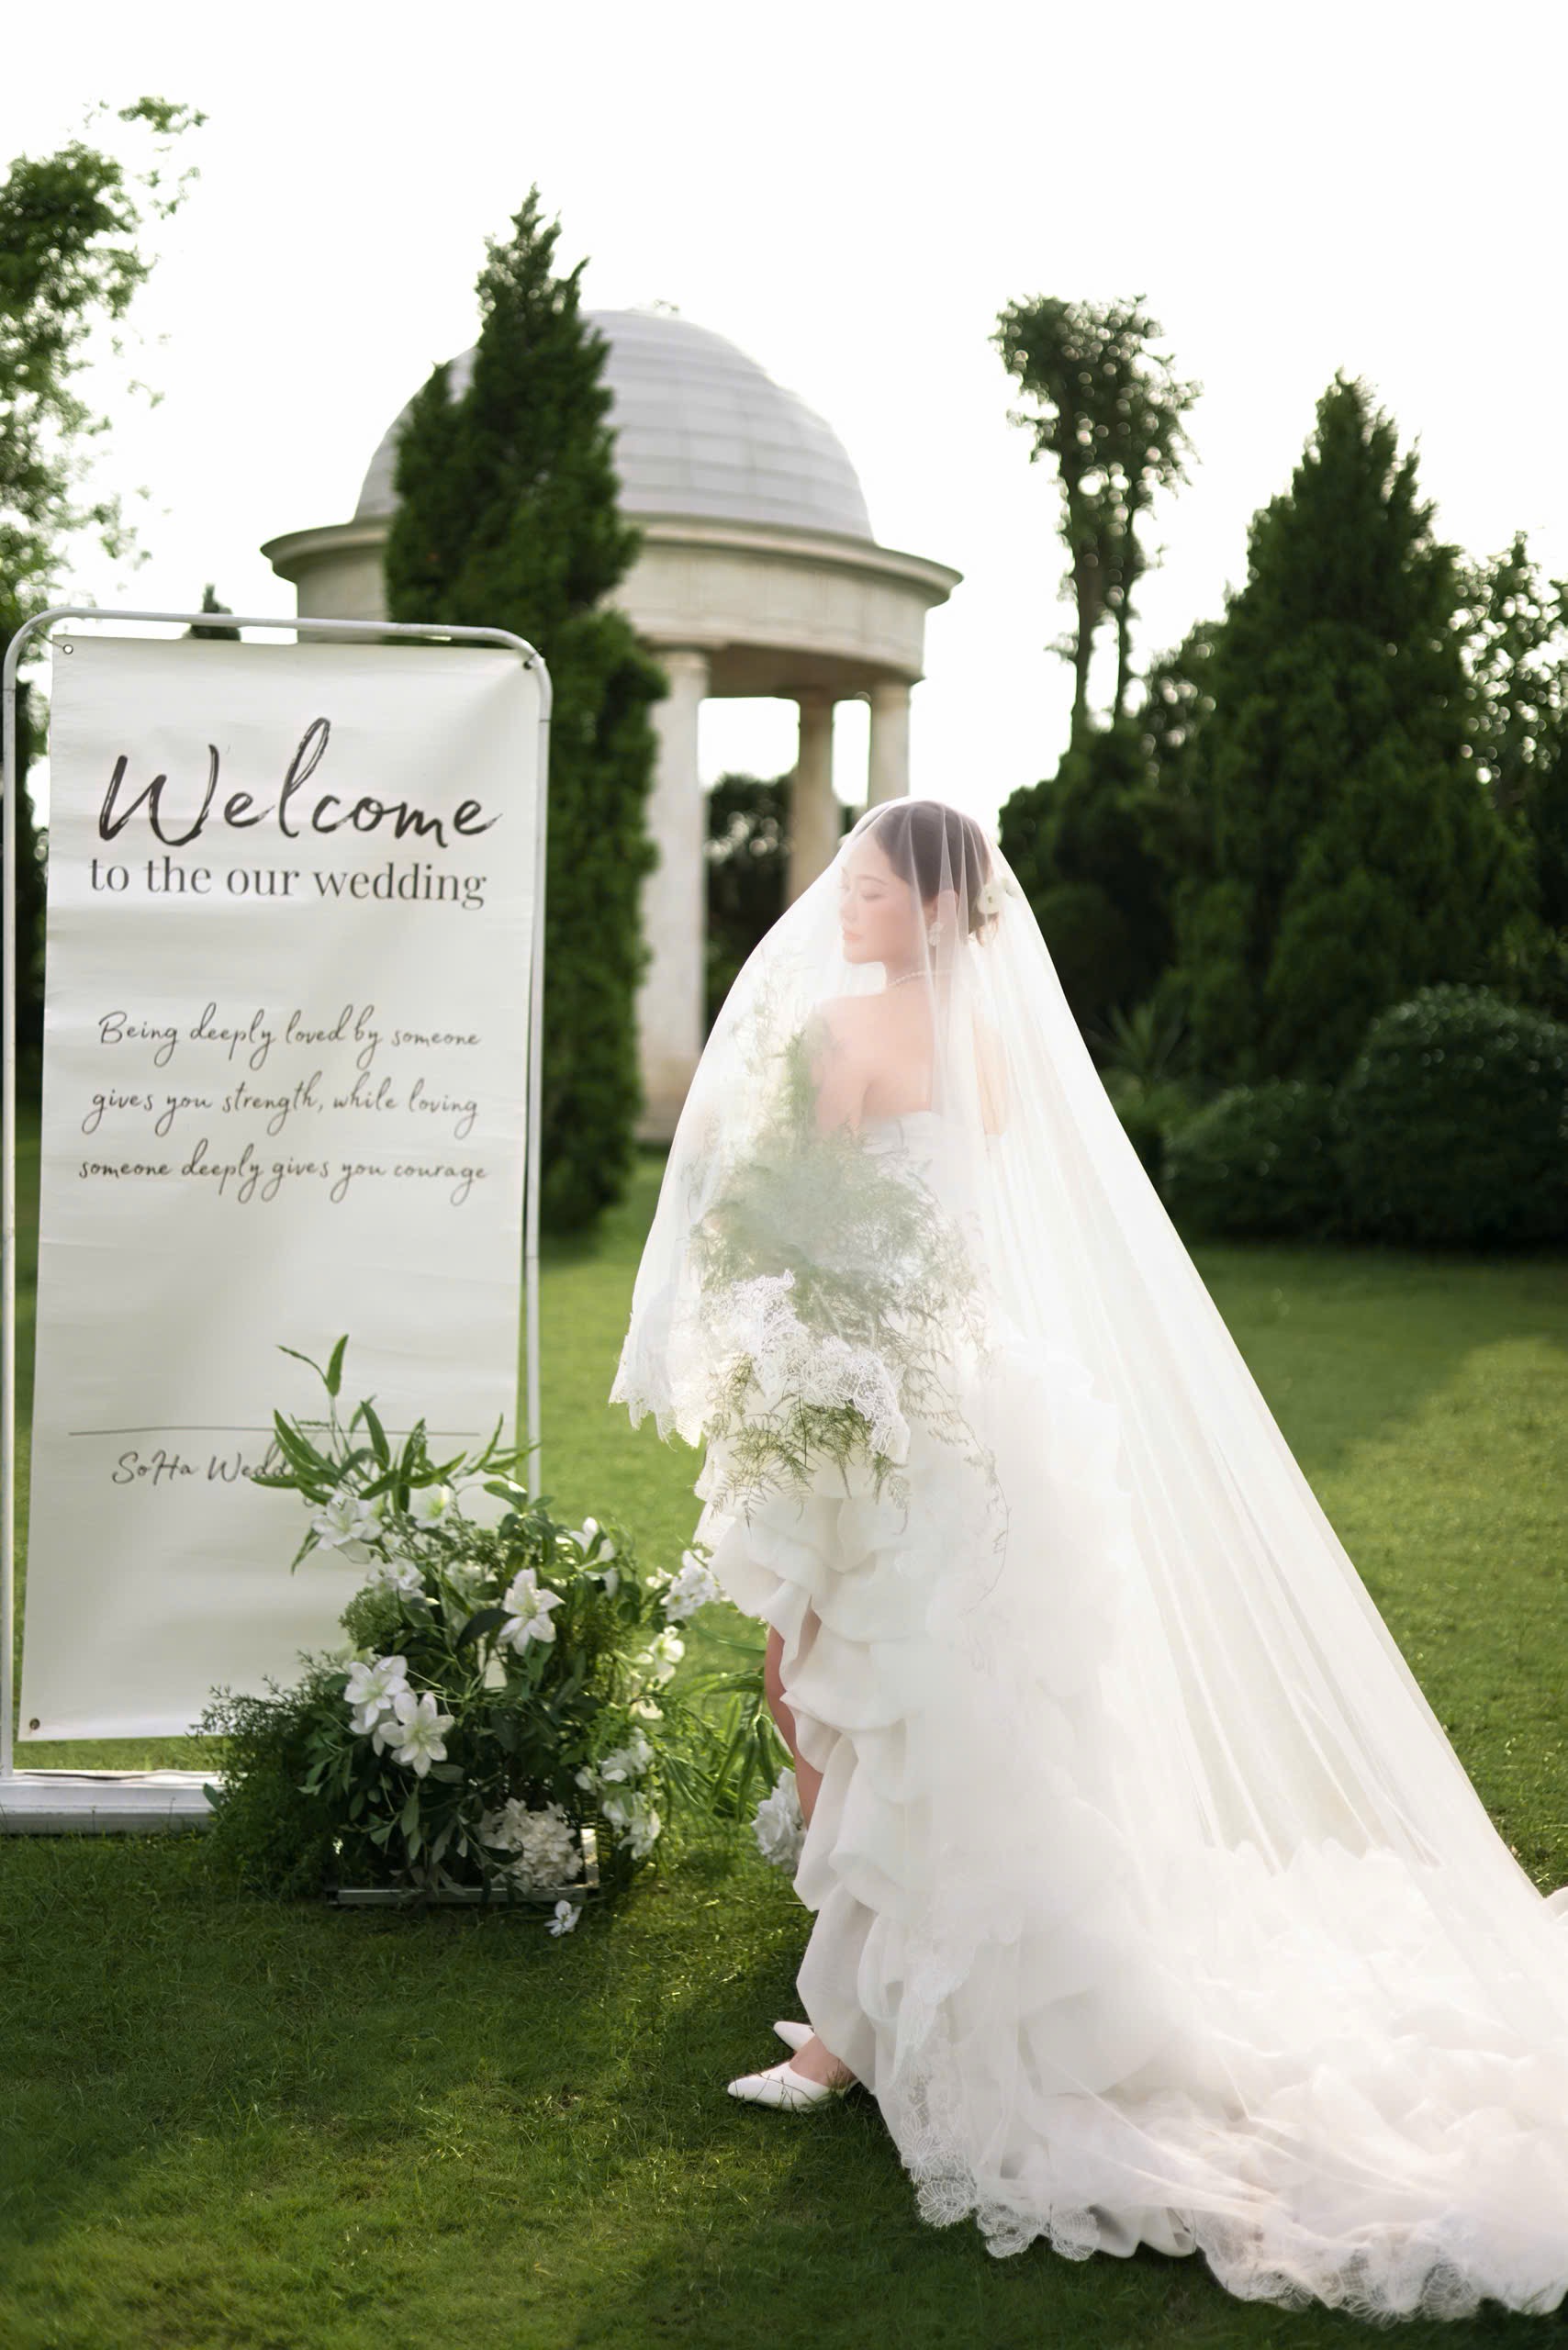 Welcome
to the our wedding
Being deeply loved by someone
gives you strength, while loving
someone deeply gives you courage
SoHa